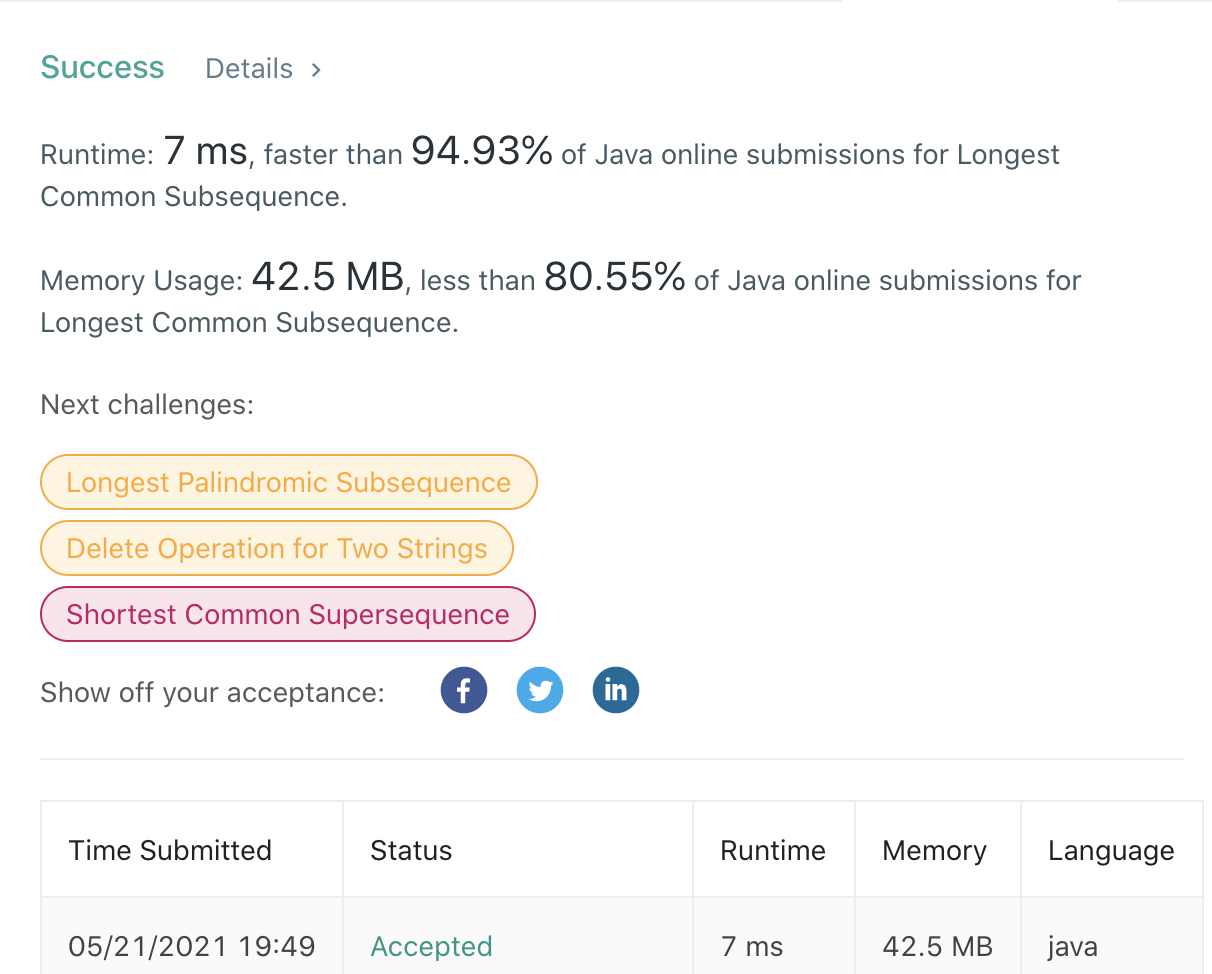 Success Details >
Runtime: 7 ms, faster than 94.93% of Java online submissions for Longest
Common Subsequence.
Memory Usage: 42.5 MB, less than 80.55% of Java online submissions for
Longest Common Subsequence.
Next challenges:
Longest Palindromic Subsequence
Delete Operation for Two Strings
Shortest Common Supersequence
Show off your acceptance: f in
Time Submitted Status Runtime Memory Language
05/21/2021 19:49 Accepted 7 ms 42.5 MB java